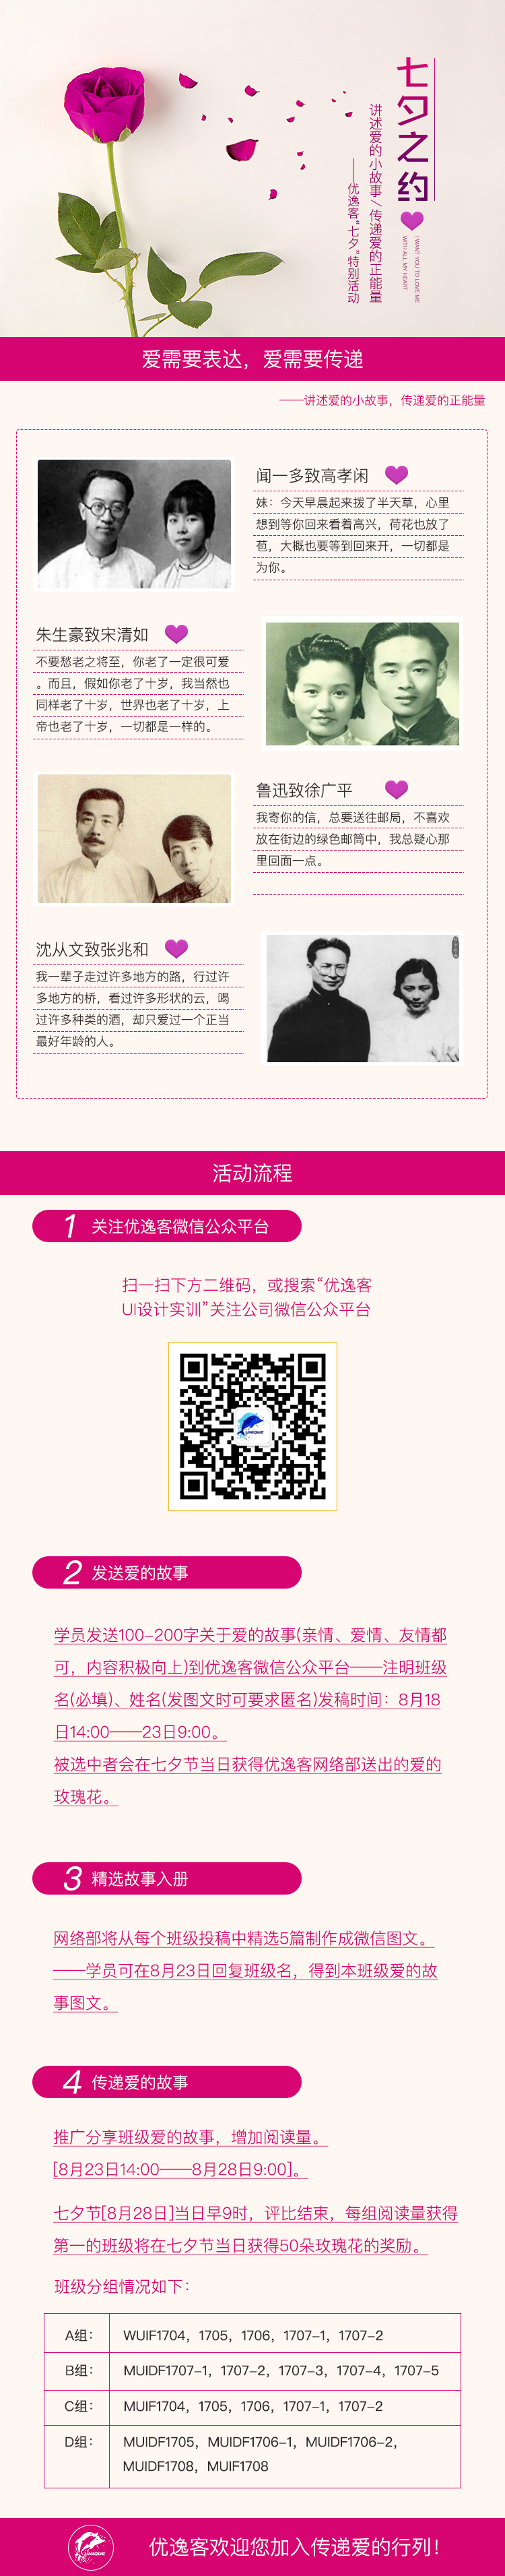 七夕之约
I WANT YOU TO LOVE ME
WITH ALL MY HEART
讲述爱的小故事/传递爱的正能量
——优逸客“七夕”特别活动
爱需要表达，爱需要传递
——讲述爱的小故事，传递爱的正能量
闻一多致高孝闲
妹：今天早晨起来拨了半天草，心里
想到等你回来看着高兴，荷花也放了
苞，大概也要等到回来开，一切都是
为你。
朱生豪致宋清如
不要愁老之将至，你老了一定很可爱
。而且，假如你老了十岁，我当然也
同样老了十岁，世界也老了十岁，上
帝也老了十岁，一切都是一样的。
鲁迅致徐广平
我寄你的信，总要送往邮局，不喜欢
放在街边的绿色邮筒中，我总疑心那
里回面一点。
沈从文致张兆和
我一辈子走过许多地方的路，行过许
多地方的桥，看过许多形状的云，喝
过许多种类的酒，却只爱过一个正当
最好年龄的人。
活动流程
1 关注优逸客微信公众平台
扫一扫下方二维码，或搜索“优逸客
UI设计实训”关注公司微信公众平台
UNIQUE
2 发送爱的故事
学员发送100-200字关于爱的故事(亲情、爱情、友情都
可，内容积极向上)到优逸客微信公众平台——注明班级
名(必填)、姓名(发图文时可要求匿名)发稿时间：8月18
日14:00——23日9:00。
被选中者会在七夕节当日获得优逸客网络部送出的爱的
玫瑰花。
3 精选故事入册
网络部将从每个班级投稿中精选5篇制作成微信图文。
——学员可在8月23日回复班级名，得到本班级爱的故
事图文。
4 传递爱的故事
推广分享班级爱的故事，增加阅读量。
[8月23日14:00——8月28日9:00]。
七夕节[8月28日]当日早9时，评比结束，每组阅读量获得
第一的班级将在七夕节当日获得50朵玫瑰花的奖励。
班级分组情况如下：
A组： WUIF1704，1705，1706，1707-1，1707-2
B组： MUIDF1707-1，1707-2，1707-3，1707-4，1707-5
C组： MUIF1704，1705，1706，1707-1，1707-2
D组： MUIDF1705，MUIDF1706-1，MUIDF1706-2，
MUIDF1708，MUIF1708
UNIQUE
优逸客欢迎您加入传递爱的行列！